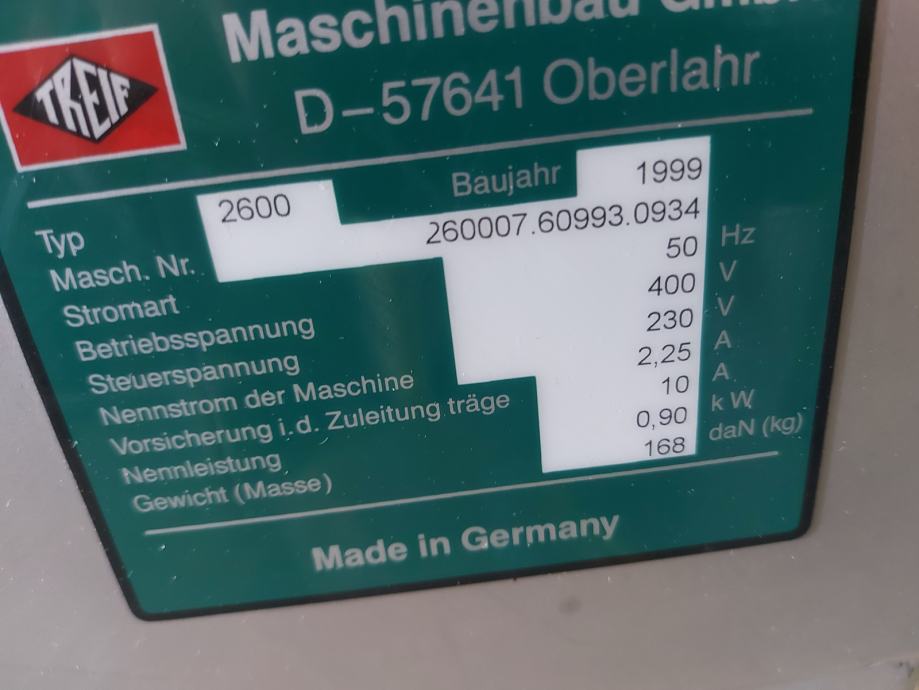 TREIF
Maschinenbau GmbH
D-57641 Oberlahr
Typ 2600 Baujahr 1999
Masch. Nr. 260007.60993.0934
Stromart 50 Hz
Betriebsspannung 400 V
Steuerspannung 230 V
Nennstrom der Maschine 2,25 A
Vorsicherung i.d. Zuleitung träge 10 A
Nennleistung 0,90 kW
Gewicht (Masse) 168 daN (kg)
Made in Germany